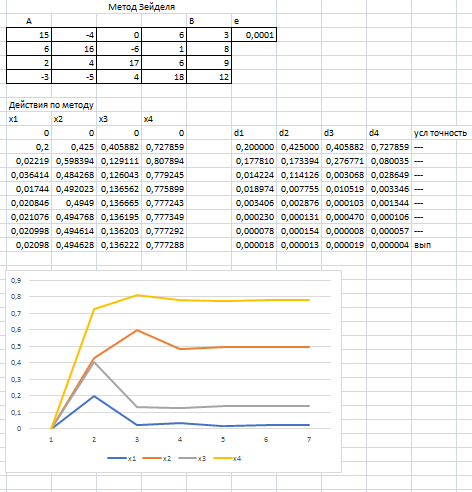 Метод Зейделя
A B e
15 -4 0 6 3 0,0001
6 16 -6 1 8
2 4 17 6 9
-3 -5 4 18 12
Действия по методу
x1 x2 x3 x4
0 0 0 0 d1 d2 d3 d4 усл точность
0,2 0,425 0,405882 0,727859 0,200000 0,425000 0,405882 0,727859 ---
0,02219 0,598394 0,129111 0,807894 0,177810 0,173394 0,276771 0,080035 ---
0,036414 0,484268 0,126043 0,779245 0,014224 0,114126 0,003068 0,028649 ---
0,01744 0,492023 0,136562 0,775899 0,018974 0,007755 0,010519 0,003346 ---
0,020846 0,4949 0,136665 0,777243 0,003406 0,002876 0,000103 0,001344 ---
0,021076 0,494768 0,136195 0,777349 0,000230 0,000131 0,000470 0,000106 ---
0,020998 0,494614 0,136203 0,777292 0,000078 0,000154 0,000008 0,000057 ---
0,02098 0,494628 0,136222 0,777288 0,000018 0,000013 0,000019 0,000004 вып
0,9
0,8
0,7
0,6
0,5
0,4
0,3
0,2
0,1
0
1 2 3 4 5 6 7
x1 x2 x3 x4